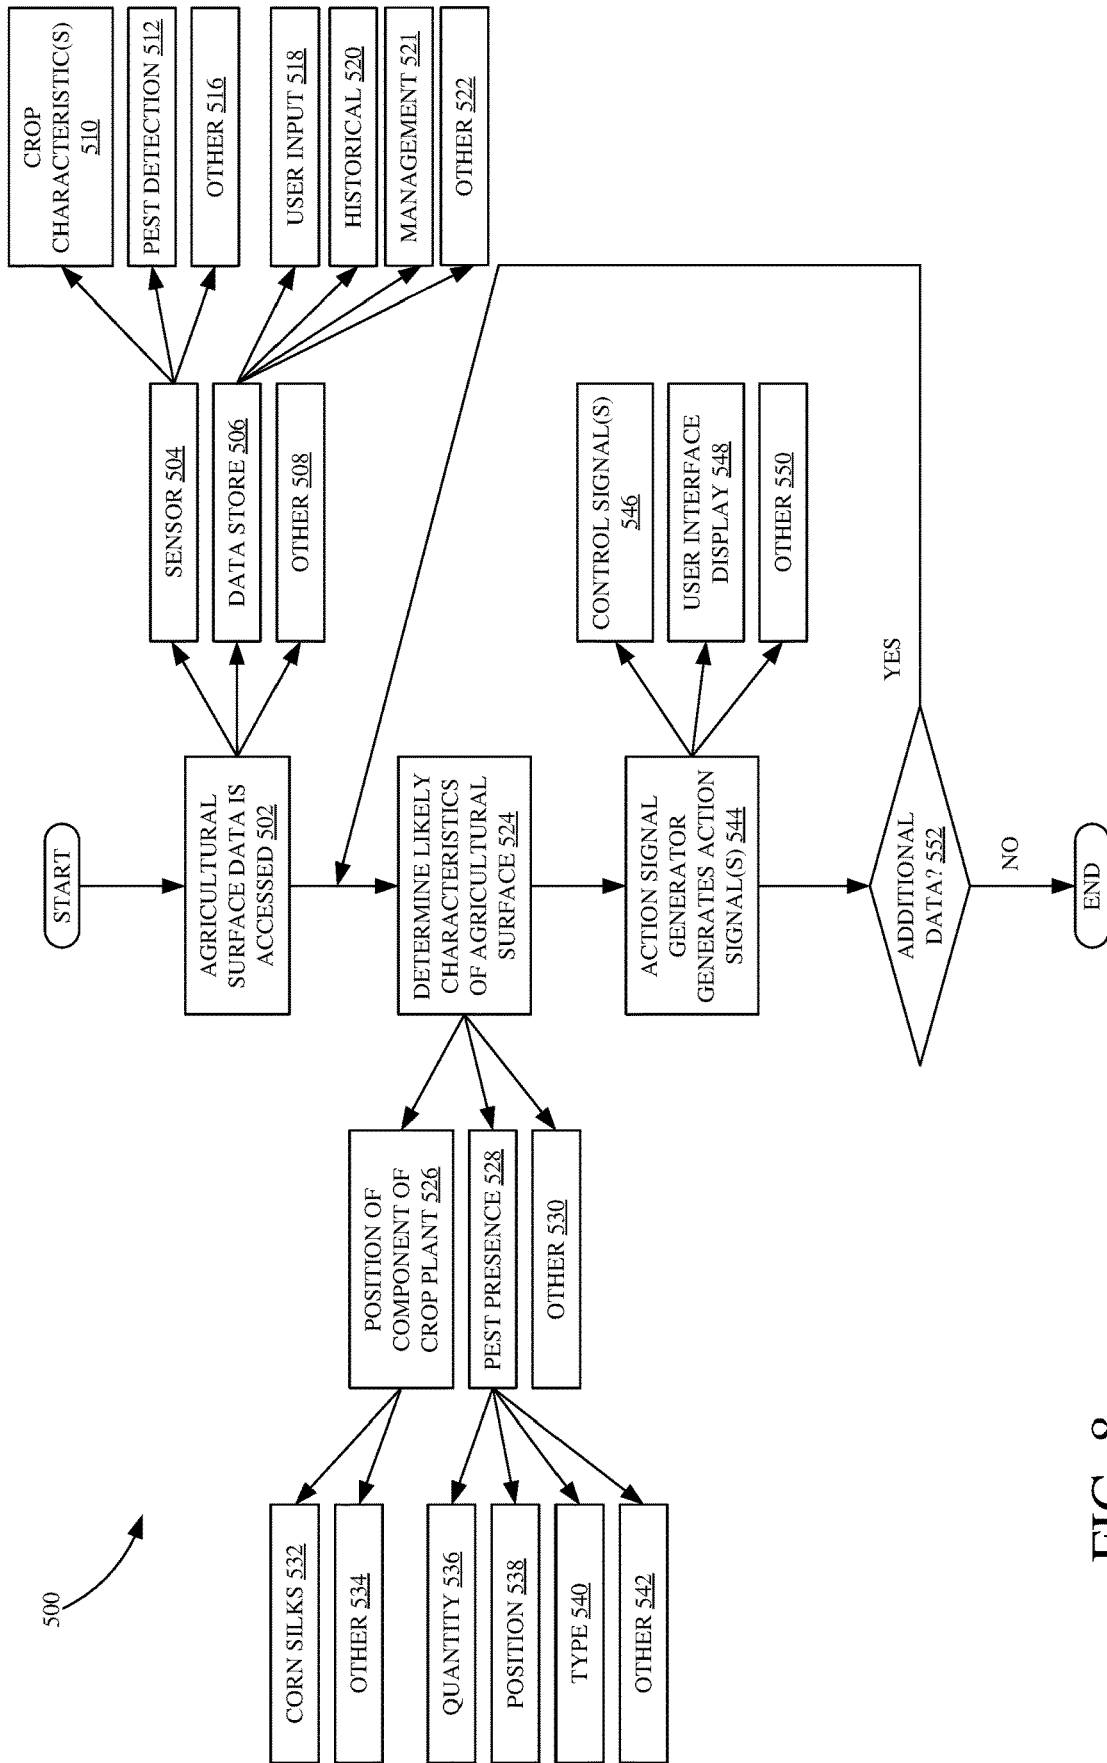 500
START
AGRICULTURAL
SURFACE DATA IS
ACCESSED 502
SENSOR 504
DATA STORE 506
OTHER 508
CROP
CHARACTERISTIC(S)
510
PEST DETECTION 512
OTHER 516
USER INPUT 518
HISTORICAL 520
MANAGEMENT 521
OTHER 522
DETERMINE LIKELY
CHARACTERISTICS
OF AGRICULTURAL
SURFACE 524
POSITION OF
COMPONENT OF
CROP PLANT 526
PEST PRESENCE 528
OTHER 530
CORN SILKS 532
OTHER 534
QUANTITY 536
POSITION 538
TYPE 540
OTHER 542
ACTION SIGNAL
GENERATOR
GENERATES ACTION
SIGNAL(S) 544
CONTROL SIGNAL(S)
546
USER INTERFACE
DISPLAY 548
OTHER 550
ADDITIONAL
DATA? 552
YES
NO
END
FIG. 8